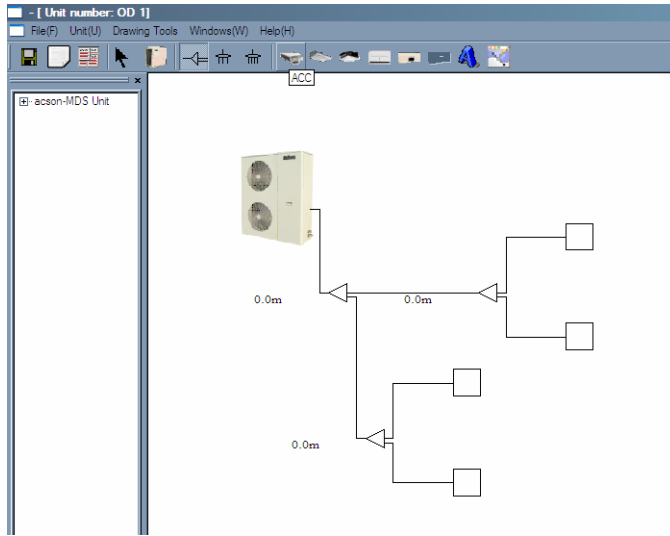 - [ Unit number: OD 1]
File(F) Unit(U) Drawing Tools Windows(W) Help(H)
ACC
x
acson-MDS Unit
0.0m 0.0m
0.0m